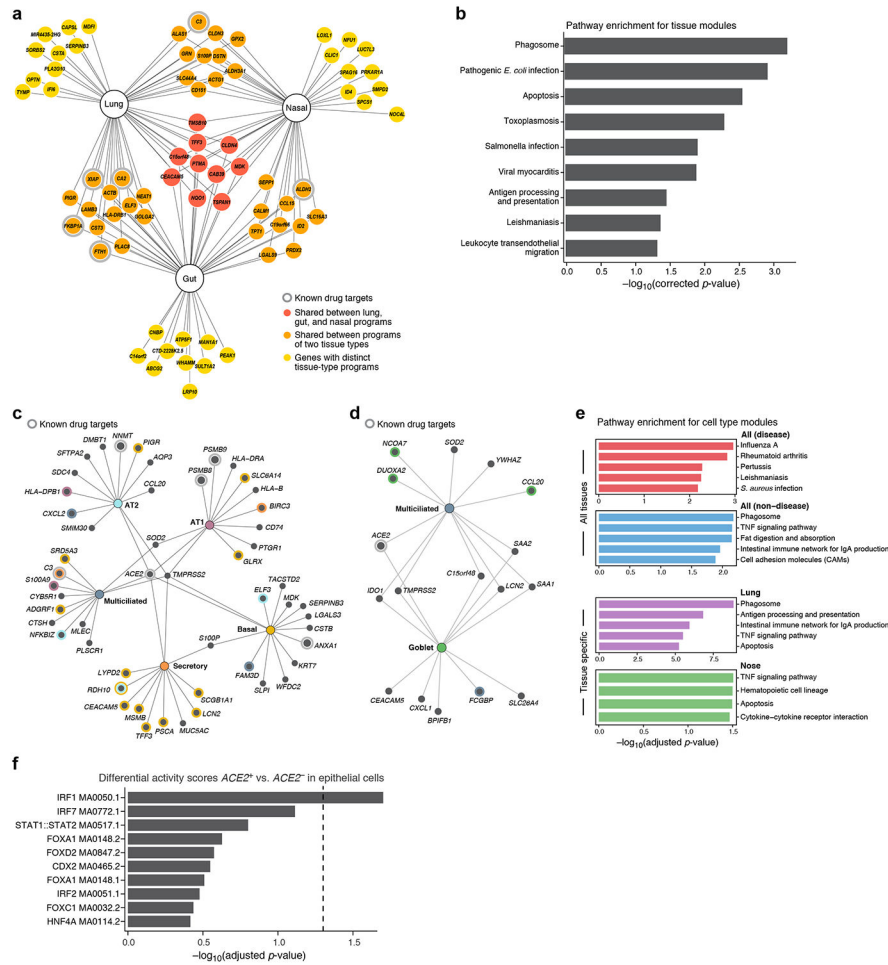 a
C3
ALAS1
CLDN3
GPX2
DRN
S100P
DSTN
ALDH3A1
SLC44A4
ACTG1
CD151
CAPSL
MDFI
MIR4435-2HG
SERPINB3
SORBS2
CSTA
PLA2G10
OPTN
IFI6
TYMP
LOXL1
NFU1
CLIC1
LUC7L3
SPAG16
PRKAR1A
ID4
SMPD2
SPCS1
NOC4L
Lung
Nasal
TMSB10
TFF3
CLDN4
C15orf48
PTMA
MDK
CEACAM5
CAB39
NQO1
TSPAN1
XIAP
CA2
PIGR
ACTB
NEAT1
LAMB3
ELF3
HLA-DRB1
GOLGA2
FKBP1A
CST3
PLAC8
FTH1
SEPP1
ALDH2
CCL15
CALM1
SLC16A3
C19orf66
TPT1
ID2
PRDX2
LGALS9
Gut
CNBP
ATP5F1
MAN1A1
C14orf2
CTD-2228K2.5
PEAK1
WHAMM
ABCG2
SULT1A2
LRP10
Known drug targets
Shared between lung,
gut, and nasal programs
Shared between programs
of two tissue types
Genes with distinct
tissue-type programs
b
Pathway enrichment for tissue modules
Phagosome
Pathogenic E. coli infection
Apoptosis
Toxoplasmosis
Salmonella infection
Viral myocarditis
Antigen processing
and presentation
Leishmaniasis
Leukocyte transendothelial
migration
0.0 0.5 1.0 1.5 2.0 2.5 3.0
−log10(corrected p-value)
c
Known drug targets
NNMT
DMBT1
PIGR
SFTPA2
AQP3
SDC4
CCL20
HLA-DPB1
CXCL2
AT2
SMIM30
PSMB9
HLA-DRA
PSMB8
SLC6A14
HLA-B
BIRC3
AT1
CD74
PTGR1
GLRX
SOD2
SRD5A3
C3
ACE2
TMPRSS2
S100A9
CYB5R1
Multiciliated
ADGRF1
CTSH
MLEC
NFKBIZ
PLSCR1
TACSTD2
ELF3
MDK
SERPINB3
LGALS3
CSTB
Basal
ANXA1
S100P
KRT7
FAM3D
WFDC2
SLPI
Secretory
LYPD2
RDH10
SCGB1A1
CEACAM5
LCN2
MSMB
PSCA
MUC5AC
TFF3
d
Known drug targets
NCOA7
SOD2
DUOXA2
YWHAZ
CCL20
Multiciliated
ACE2
SAA2
C15orf48
IDO1
TMPRSS2
LCN2
SAA1
Goblet
CEACAM5
CXCL1
FCGBP
SLC26A4
BPIFB1
e
Pathway enrichment for cell type modules
All tissues
All (disease)
Influenza A
Rheumatoid arthritis
Pertussis
Leishmaniasis
S. aureus infection
0 1 2 3
All (non-disease)
Phagosome
TNF signaling pathway
Fat digestion and absorption
Intestinal immune network for IgA production
Cell adhesion molecules (CAMs)
0.0 1.0 2.0
Tissue specific
Lung
Phagosome
Antigen processing and presentation
Intestinal immune network for IgA production
TNF signaling pathway
Apoptosis
0.0 2.5 5.0 7.5
Nose
TNF signaling pathway
Hematopoietic cell lineage
Apoptosis
Cytokine–cytokine receptor interaction
0.0 0.5 1.0 1.5
−log10(adjusted p-value)
f
Differential activity scores ACE2+ vs. ACE2− in epithelial cells
IRF1 MA0050.1
IRF7 MA0772.1
STAT1::STAT2 MA0517.1
FOXA1 MA0148.2
FOXD2 MA0847.2
CDX2 MA0465.2
FOXA1 MA0148.1
IRF2 MA0051.1
FOXC1 MA0032.2
HNF4A MA0114.2
0.0 0.5 1.0 1.5
−log10(adjusted p-value)